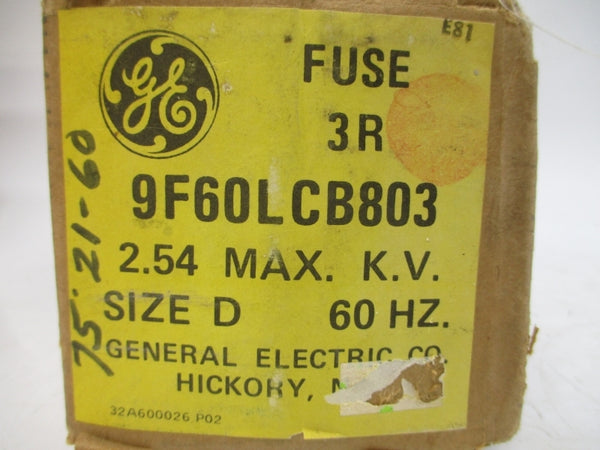 E81
GE
FUSE
3R
9F60LCB803
2.54 MAX. K.V.
SIZE D 60 HZ.
GENERAL ELECTRIC CO.
HICKORY,
32A600026 P02
75-21-60